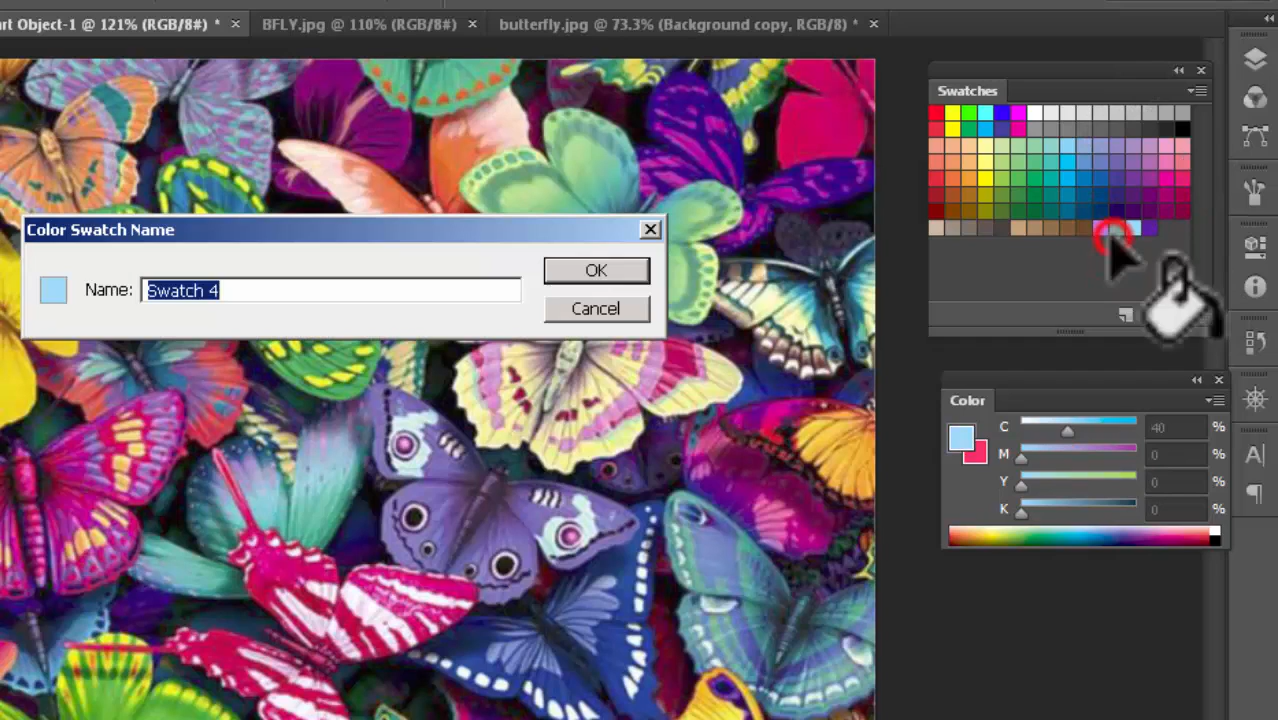 art Object-1 @ 121% (RGB/8#) *
BFLY.jpg @ 110% (RGB/8#)
butterfly.jpg @ 73.3% (Background copy, RGB/8) *
Swatches
Color Swatch Name
OK
Name: Swatch 4
Cancel
Color
C 40 %
M 0 %
Y 0 %
K 0 %